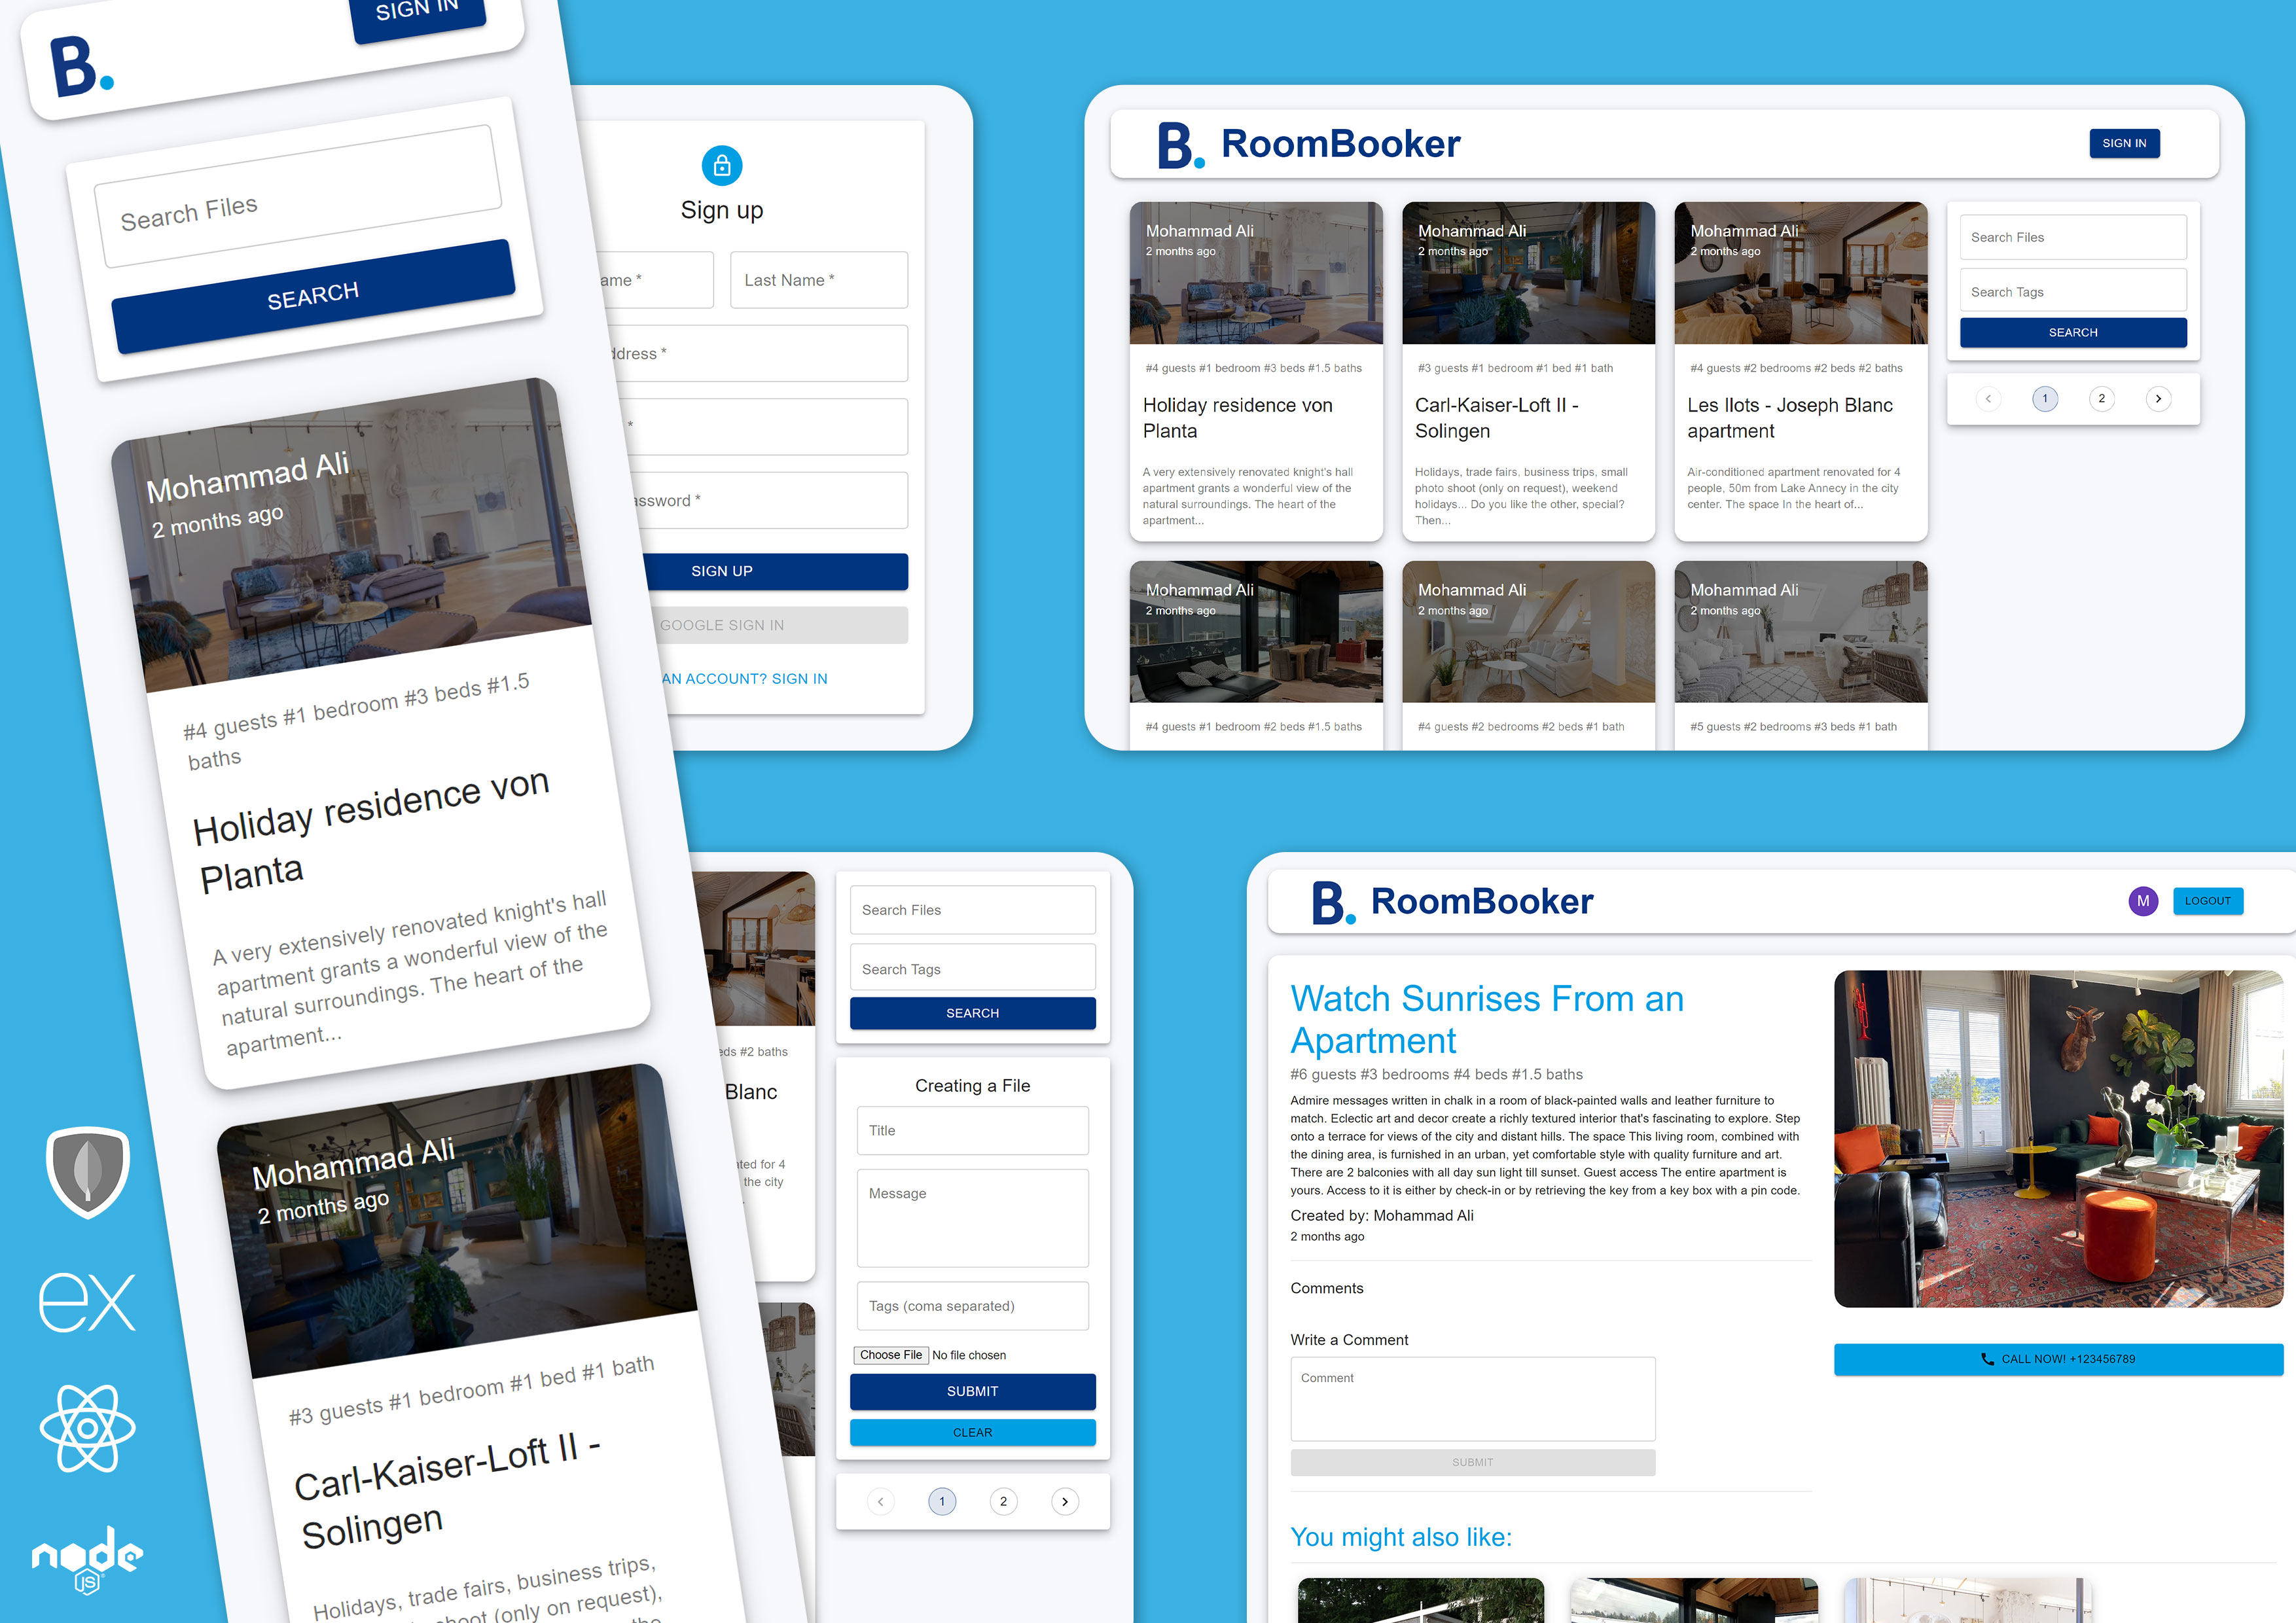 SIGN IN
B.
Search Files
SEARCH
Mohammad Ali
2 months ago
#4 guests #1 bedroom #3 beds #1.5
baths
Holiday residence von
Planta
A very extensively renovated knight's hall
apartment grants a wonderful view of the
natural surroundings. The heart of the
apartment...
Mohammad Ali
2 months ago
#3 guests #1 bedroom #1 bed #1 bath
Carl-Kaiser-Loft II -
Solingen
Holidays, trade fairs, business trips,
(only on request),
ex
node
JS
Sign up
Last Name *
SIGN UP
GOOGLE SIGN IN
AN ACCOUNT? SIGN IN
B. RoomBooker
SIGN IN
Mohammad Ali
2 months ago
#4 guests #1 bedroom #3 beds #1.5 baths
Holiday residence von
Planta
A very extensively renovated knight's hall
apartment grants a wonderful view of the
natural surroundings. The heart of the
apartment...
Mohammad Ali
2 months ago
#3 guests #1 bedroom #1 bed #1 bath
Carl-Kaiser-Loft II -
Solingen
Holidays, trade fairs. business trips, small
photo shoot (only on request), weekend
holidays... Do you like the other, special?
Then...
Mohammad Ali
2 months ago
#4 guests #2 bedrooms #2 beds #2 baths
Les Ilots - Joseph Blanc
apartment
Air-conditioned apartment renovated for 4
people, 50m from Lake Annecy in the city
center. The space In the heart of...
Search Files
Search Tags
SEARCH
1
2
Mohammad Ali
2 months ago
#4 guests #1 bedroom #2 beds #1.5 baths
Mohammad Ali
2 months ago
#4 guests #2 bedrooms #2 beds #1 bath
Mohammad Ali
2 months ago
#5 guests #2 bedrooms #3 beds #1 bath
#2 baths
Blanc
for 4
the city
Search Files
Search Tags
SEARCH
Creating a File
Title
Message
Tags (coma separated)
Choose File No file chosen
SUBMIT
CLEAR
1
2
B. RoomBooker
M
LOGOUT
Watch Sunrises From an
Apartment
#6 guests #3 bedrooms #4 beds #1.5 baths
Admire messages written in chalk in a room of black-painted walls and leather furniture to
match. Eclectic art and decor create a richly textured interior that's fascinating to explore. Step
onto a terrace for views of the city and distant hills. The space This living room, combined with
the dining area, is furnished in an urban, yet comfortable style with quality furniture and art.
There are 2 balconies with all day sun light till sunset. Guest access The entire apartment is
yours. Access to it is either by check-in or by retrieving the key from a key box with a pin code.
Created by: Mohammad Ali
2 months ago
Comments
Write a Comment
Comment
SUBMIT
CALL NOW! +123456789
You might also like: